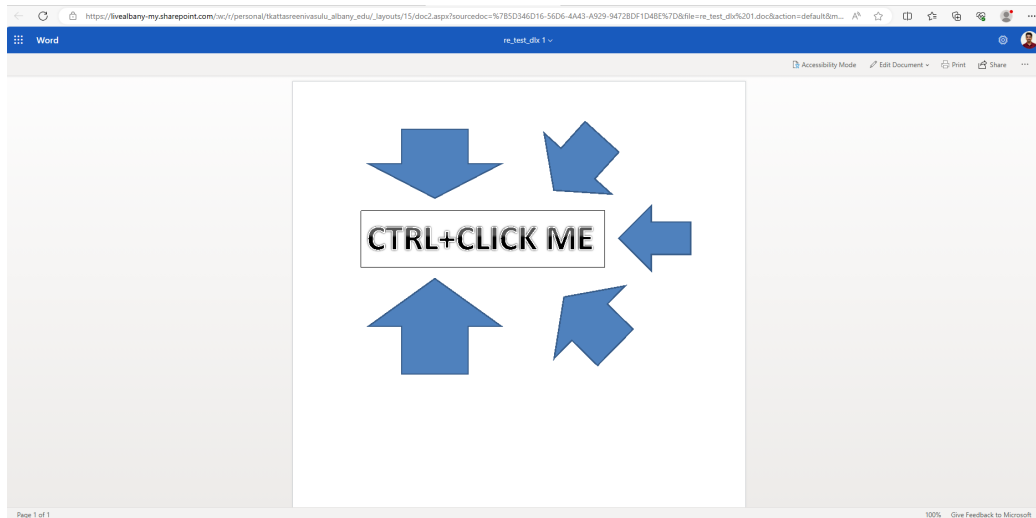 https://livealbany-my.sharepoint.com/:w:/r/personal/tkattasreenivasulu_albany_edu/_layouts/15/doc2.aspx?sourcedoc=%7B5D346D16-56D6-4A43-A929-9472BDF1D4BE%7D&file=re_test_dlx%201.doc&action=default&m...
Word
re_test_dlx 1
Accessibility Mode Edit Document Print Share ...
CTRL+CLICK ME
Page 1 of 1
100% Give Feedback to Microsoft